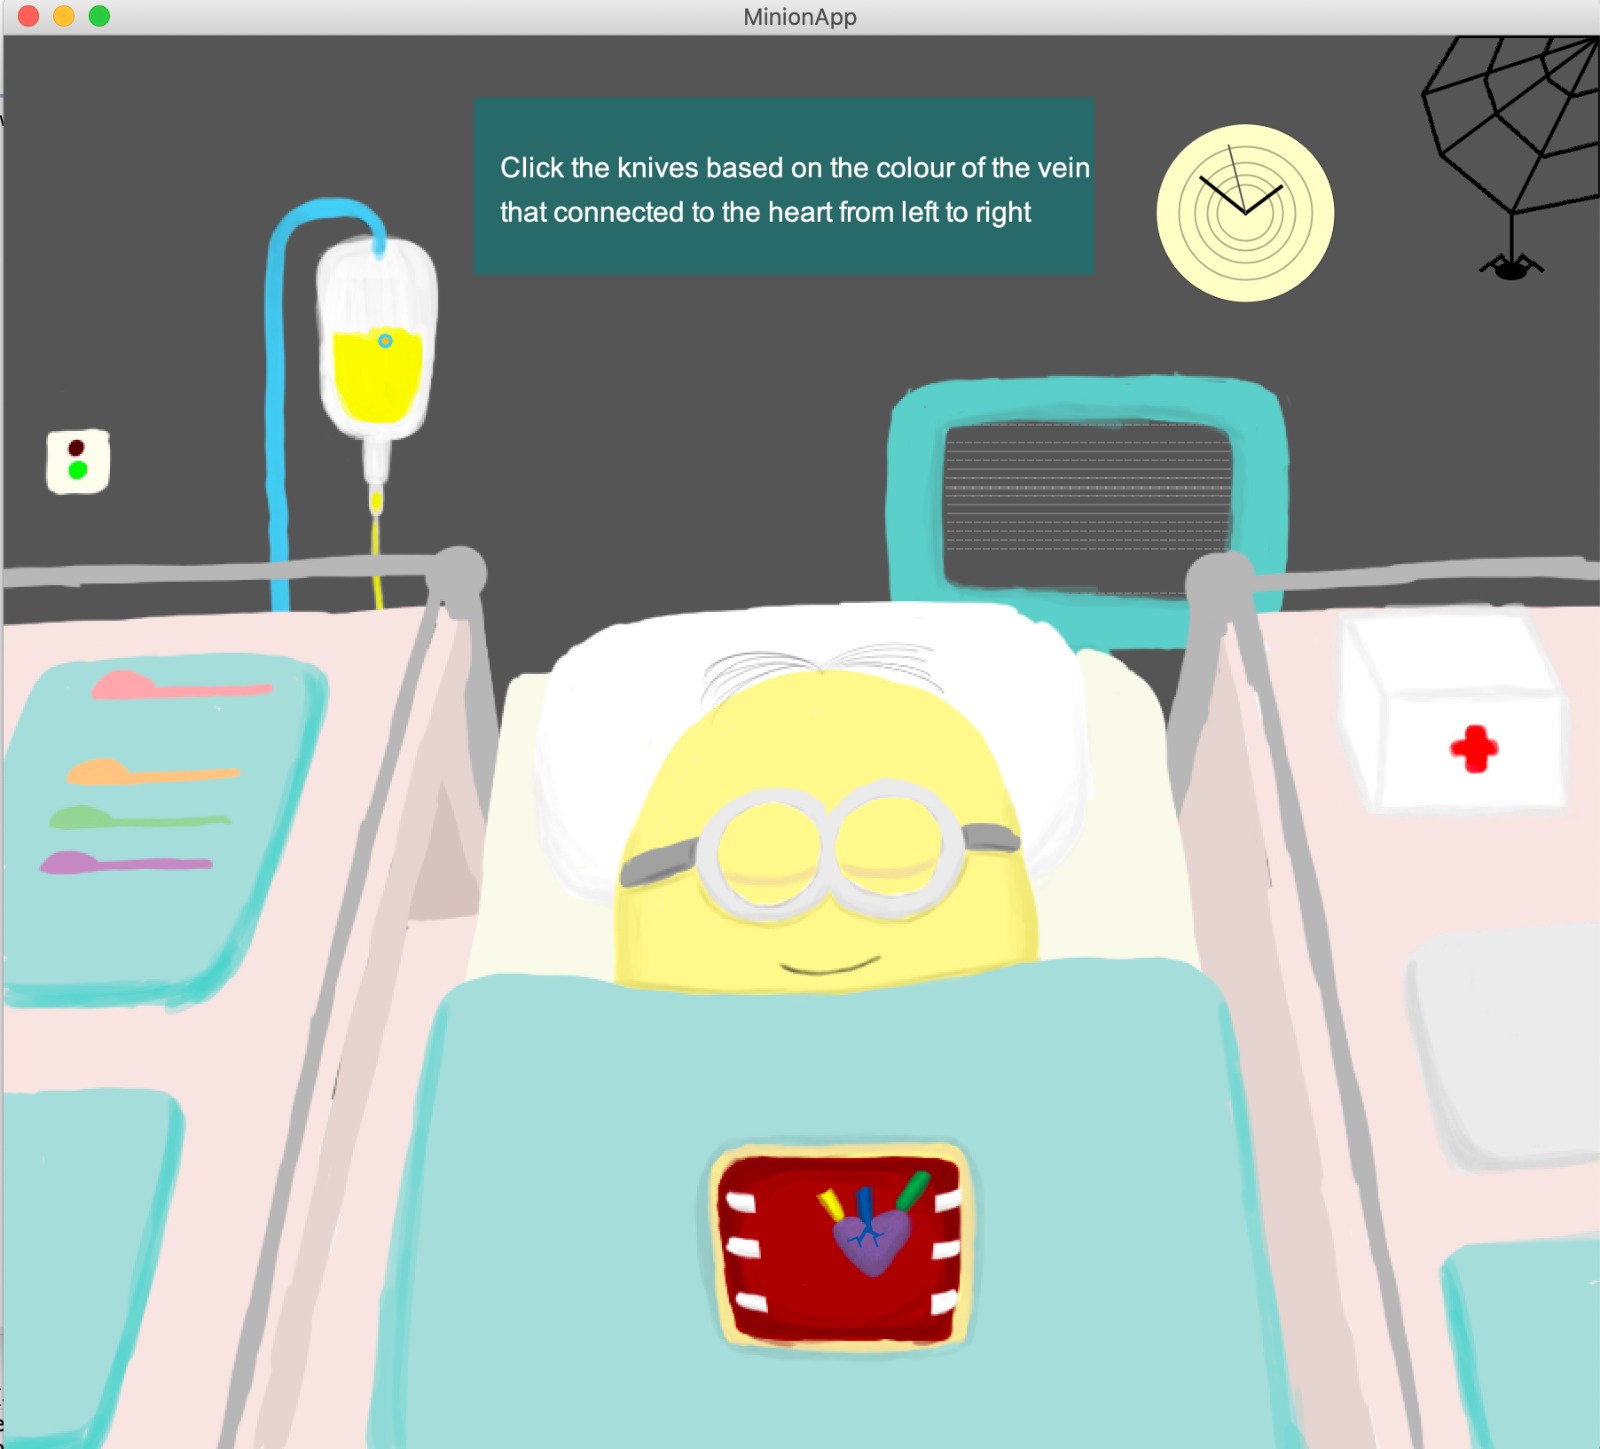 MinionApp
Click the knives based on the colour of the vein
that connected to the heart from left to right